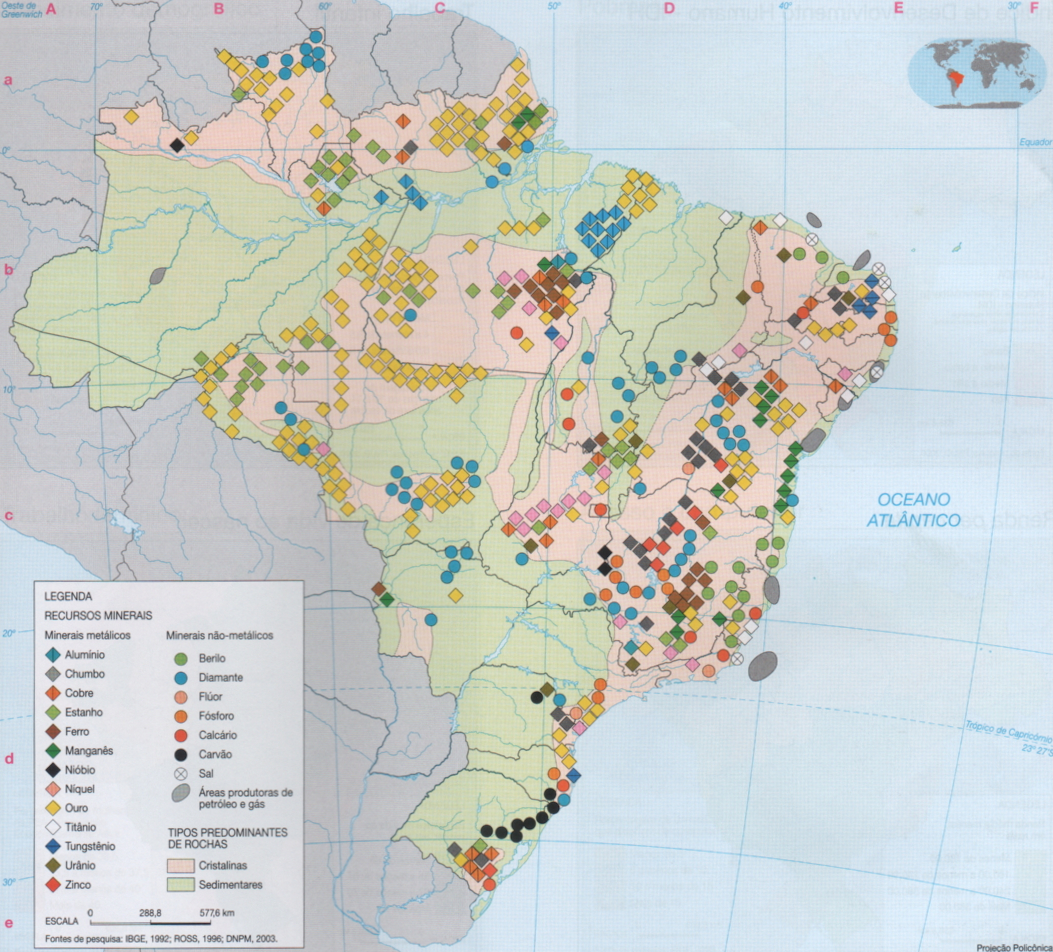 Oeste de
Greenwich
A
B
C
D
E
F
70°
60°
50°
40°
30°
a
b
c
d
e
0°
10°
20°
30°
Equador
OCEANO
ATLÂNTICO
Trópico de Capricórnio
23° 27'5
LEGENDA
RECURSOS MINERAIS
Minerais metálicos
Alumínio
Chumbo
Cobre
Estanho
Ferro
Manganês
Nióbio
Níquel
Ouro
Titânio
Tungstênio
Urânio
Zinco
Minerais não-metálicos
Berilo
Diamante
Flúor
Fósforo
Calcário
Carvão
Sal
Áreas produtoras de
petróleo e gás
TIPOS PREDOMINANTES
DE ROCHAS
Cristalinas
Sedimentares
ESCALA
0 288,8 577,6 km
Fontes de pesquisa: IBGE, 1992; ROSS, 1996; DNPM, 2003.
Projeção Policônica